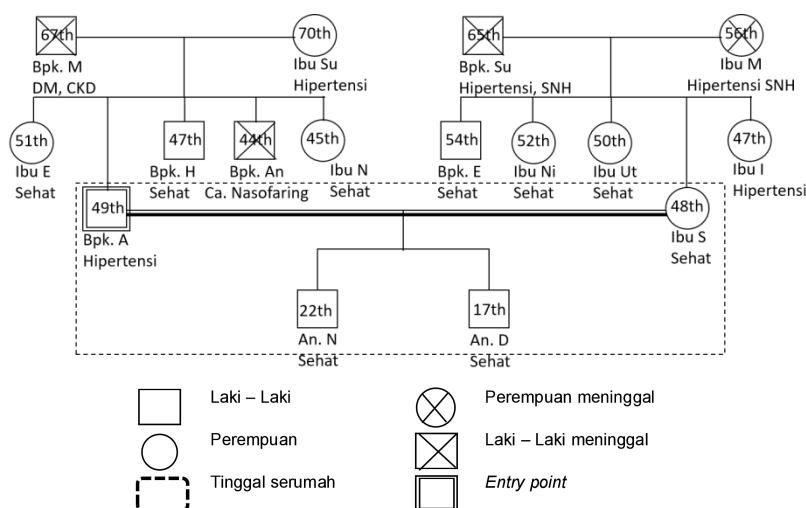 67th
70th
65th
56th
Bpk. M
DM, CKD
Ibu Su
Hipertensi
Bpk. Su
Hipertensi, SNH
Ibu M
Hipertensi SNH
51th
47th
44th
45th
54th
52th
50th
47th
Ibu E
Sehat
Bpk. H
Sehat
Bpk. An
Ca. Nasofaring
Ibu N
Sehat
Bpk. E
Sehat
Ibu Ni
Sehat
Ibu Ut
Sehat
Ibu I
Hipertensi
49th
48th
Bpk. A
Hipertensi
Ibu S
Sehat
22th
17th
An. N
Sehat
An. D
Sehat
Laki – Laki
Perempuan meninggal
Perempuan
Laki – Laki meninggal
Tinggal serumah
Entry point